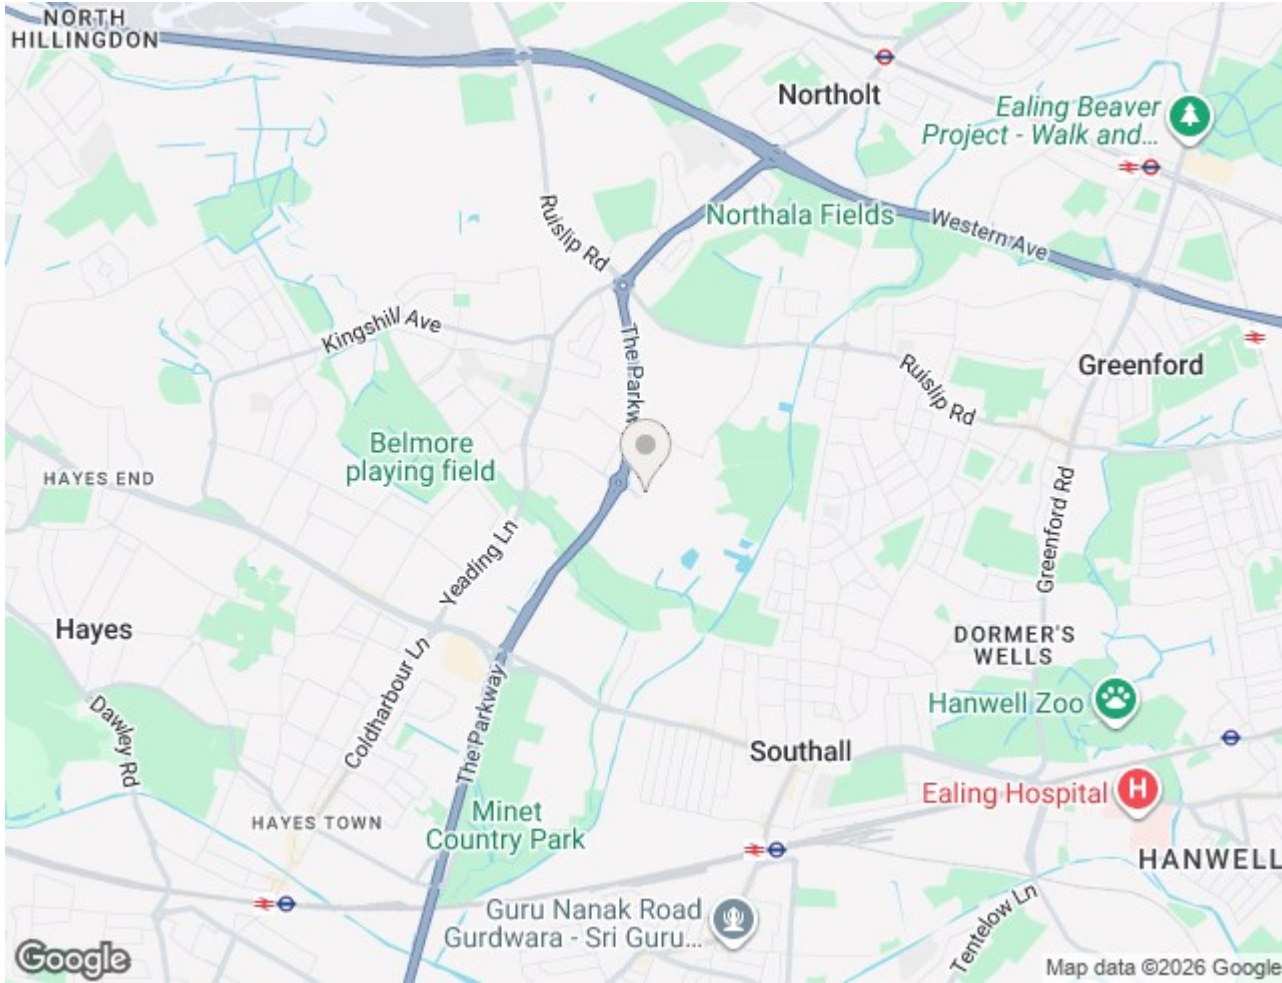 NORTH
HILLINGDON
Northolt
Ealing Beaver
Project - Walk and...
Ruislip Rd
Northala Fields
Western Ave
Kingshill Ave
The Parkw
Greenford
Ruislip Rd
Belmore
playing field
HAYES END
Greenford Rd
Yeading Ln
Hayes
DORMER'S
WELLS
Coldharbour Ln
The Parkway
Hanwell Zoo
Dawley Rd
Southall
Ealing Hospital
H
Minet
Country Park
HAYES TOWN
HANWELL
Guru Nanak Road
Gurdwara - Sri Guru...
Tentelow Ln
Google
Map data ©2026 Google